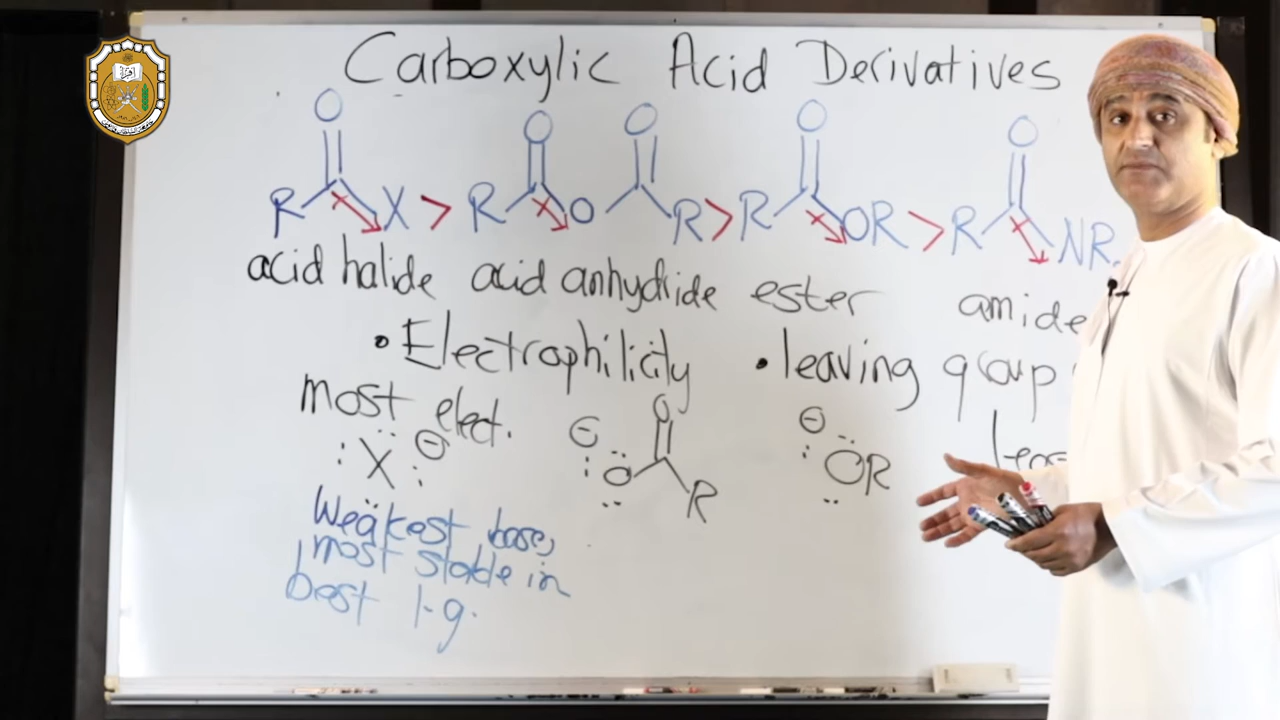 Carboxylic Acid Derivatives
O O O O O
R X > R O R > R OR > R NR
acid halide acid anhydride ester amide
• Electrophilicity • leaving group
most elect.
:X: ⊖ ⊖ :O O R ⊖ :OR
Weakest base,
most stable in
best l.g.
اقرأ